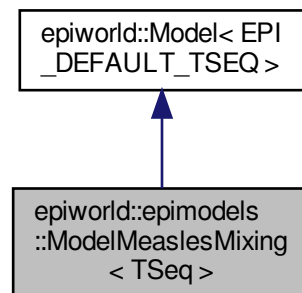 epiworld::Model< EPI
_DEFAULT_TSEQ >
epiworld::epimodels
::ModelMeaslesMixing
< TSeq >